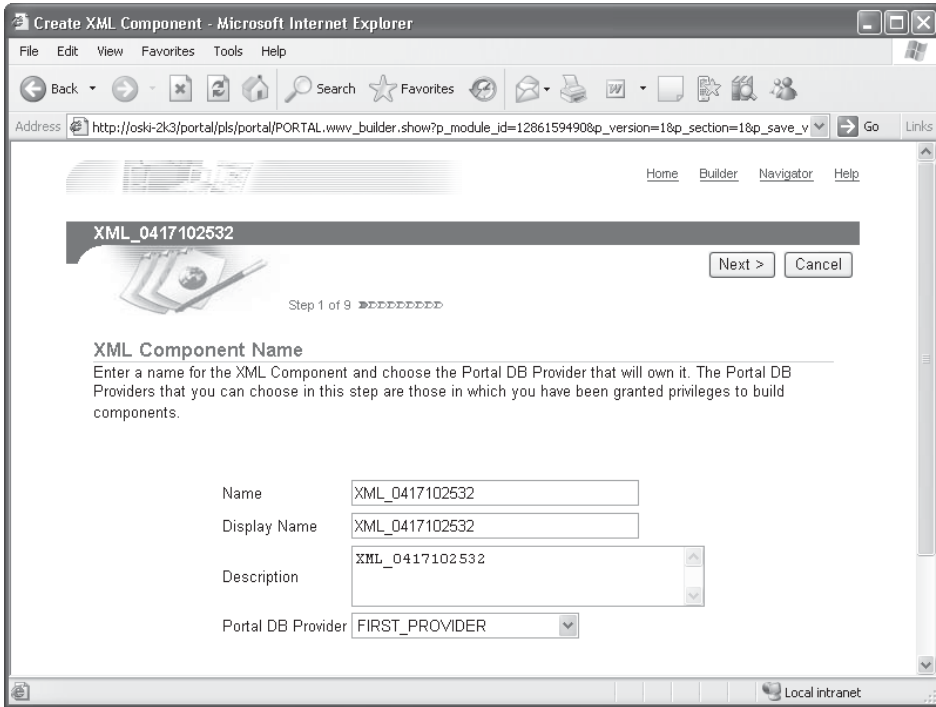 Create XML Component - Microsoft Internet Explorer
File Edit View Favorites Tools Help
Back Search Favorites
Address http://oski-2k3/portal/pls/portal/PORTAL.wwv_builder.show?p_module_id=1286159490&p_version=1&p_section=1&p_save_v Go Links
Home Builder Navigator Help
XML_0417102532
Next > Cancel
Step 1 of 9
XML Component Name
Enter a name for the XML Component and choose the Portal DB Provider that will own it. The Portal DB
Providers that you can choose in this step are those in which you have been granted privileges to build
components.
Name XML_0417102532
Display Name XML_0417102532
Description XML_0417102532
Portal DB Provider FIRST_PROVIDER
Local intranet